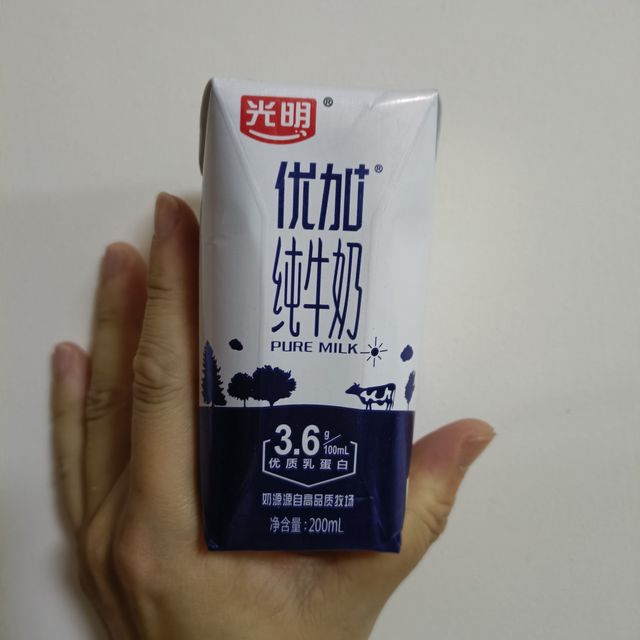 光明®
优加®
纯牛奶
PURE MILK
3.6g/100mL
优质乳蛋白
奶源源自高品质牧场
净含量:200mL